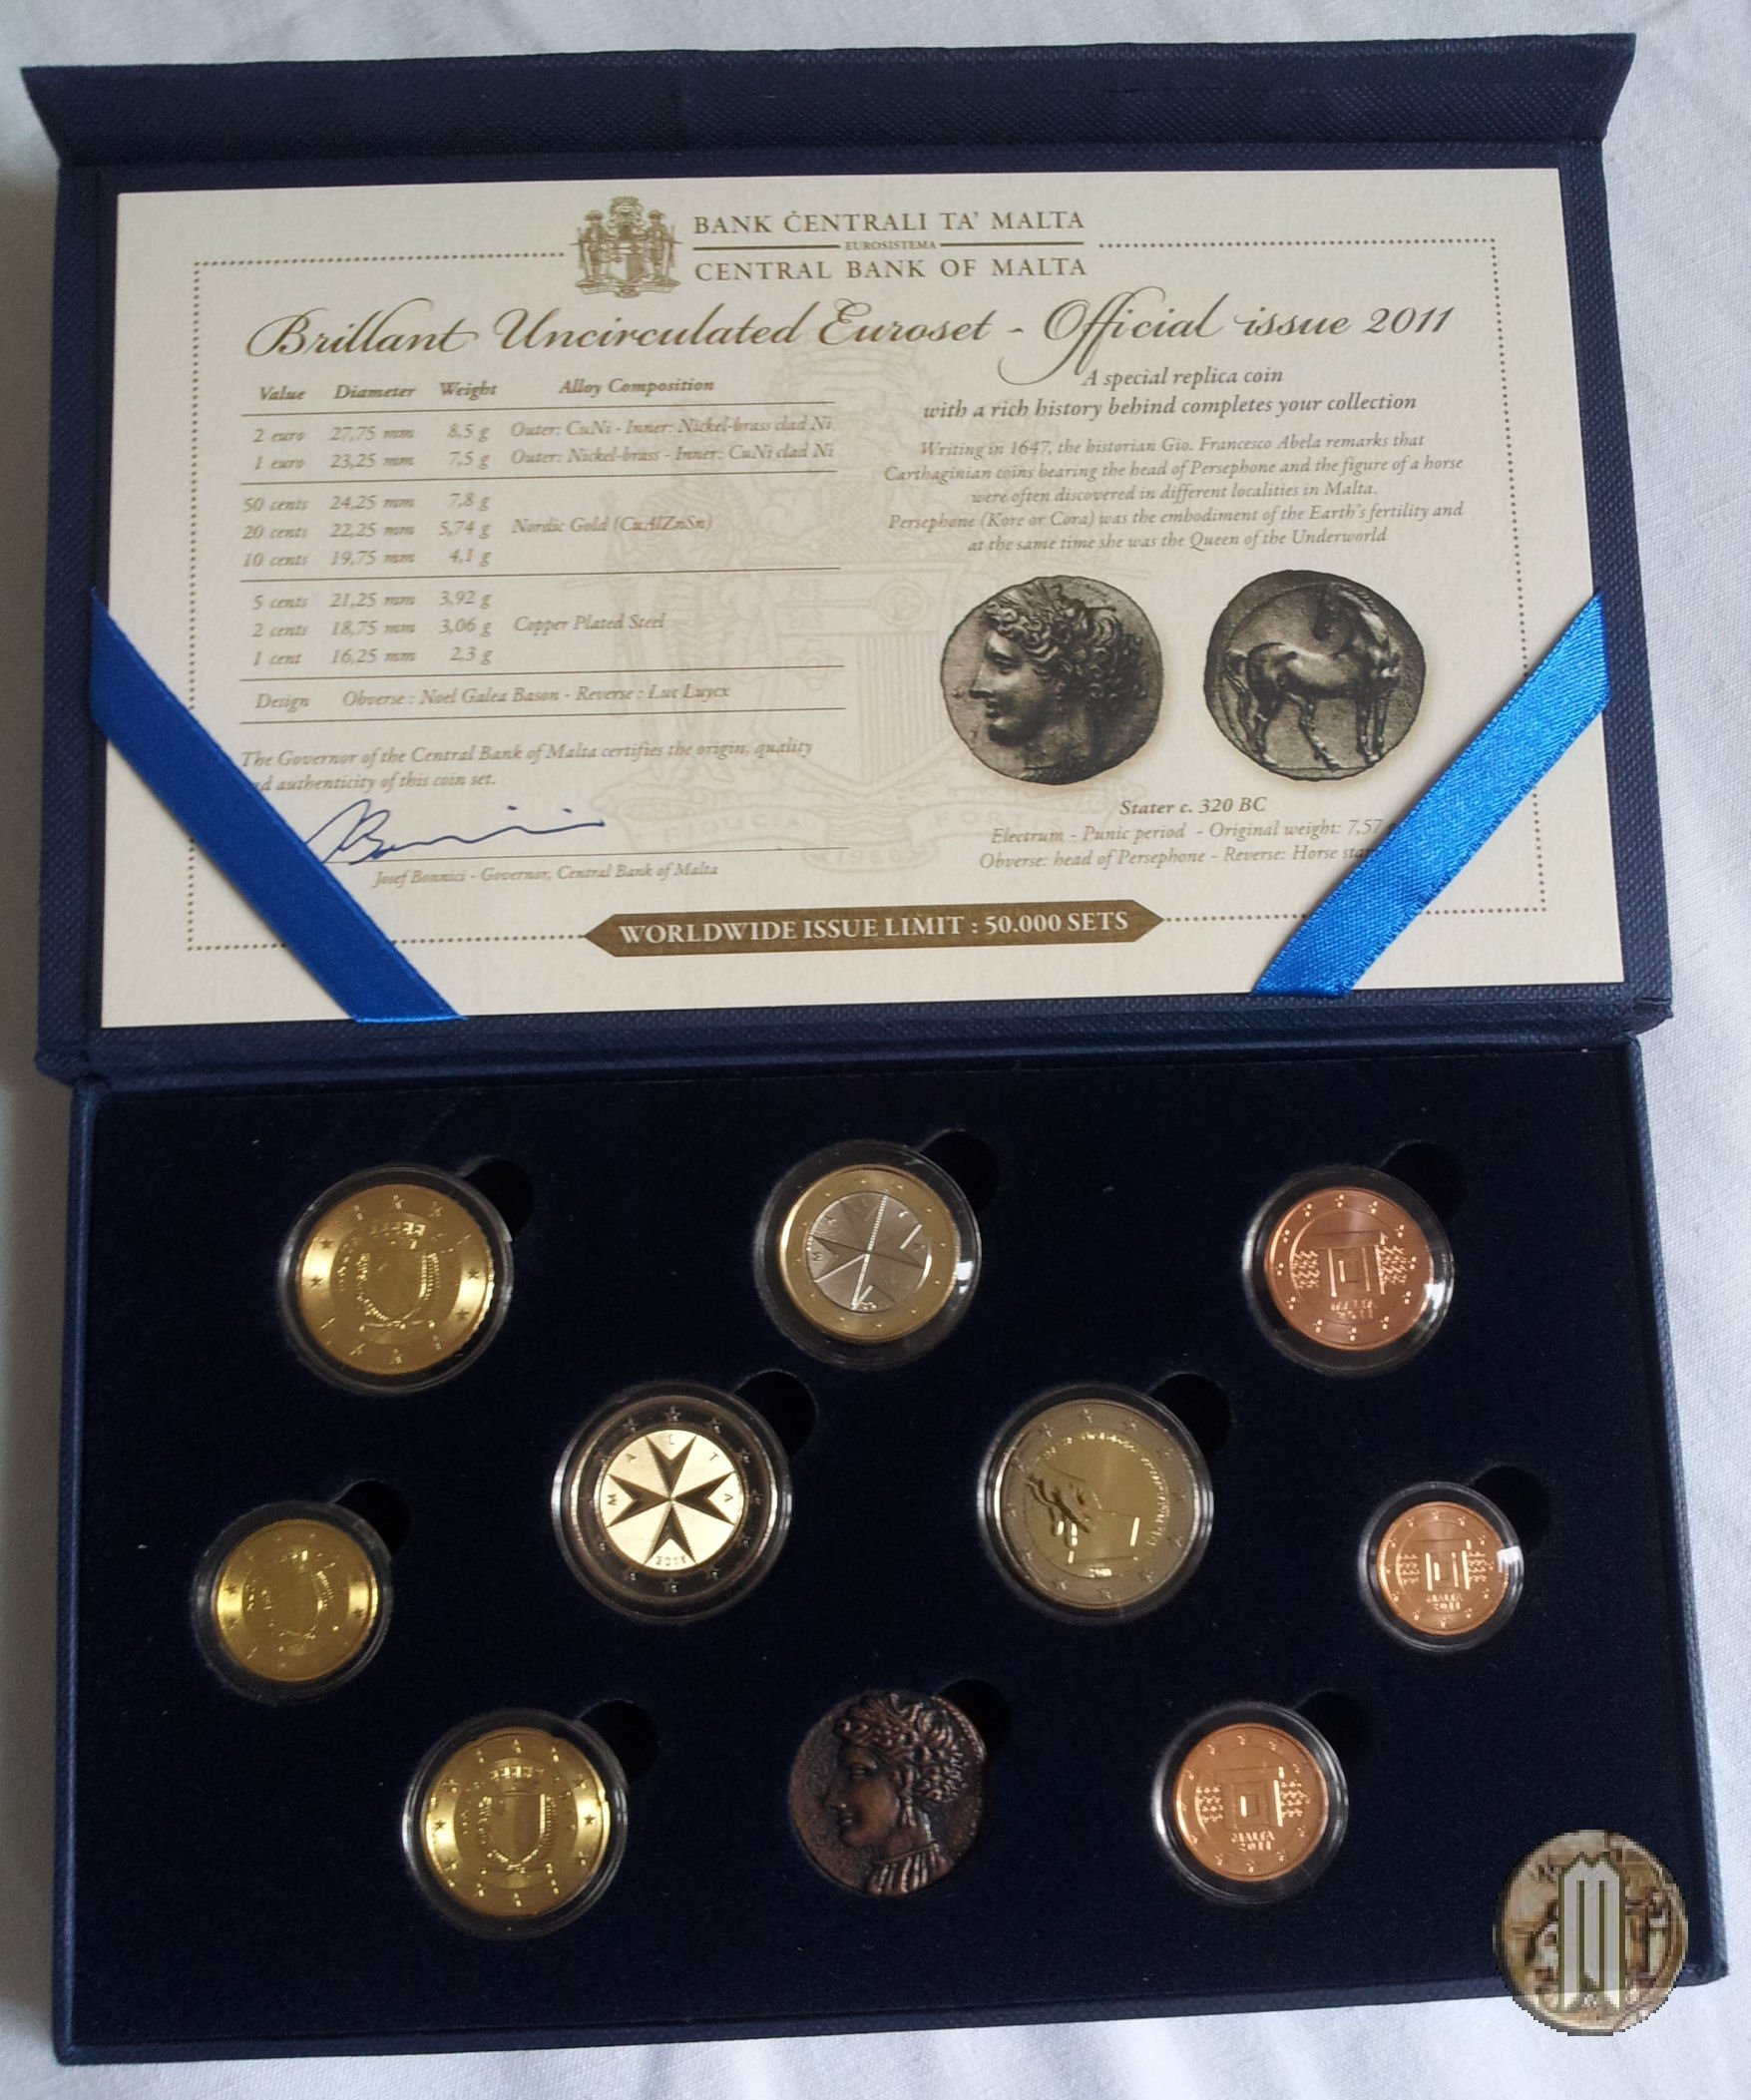 BANK ĊENTRALI TA' MALTA
EUROSISTEMA
CENTRAL BANK OF MALTA
Brillant Uncirculated Euroset - Official issue 2011
Value Diameter Weight Alloy Composition
2 euro 27,75 mm 8,5 g Outer: CuNi - Inner: Nickel-brass clad Ni
1 euro 23,25 mm 7,5 g Outer: Nickel-brass - Inner: CuNi clad Ni
50 cents 24,25 mm 7,8 g
20 cents 22,25 mm 5,74 g Nordic Gold (CuAlZnSn)
10 cents 19,75 mm 4,1 g
5 cents 21,25 mm 3,92 g
2 cents 18,75 mm 3,06 g Copper Plated Steel
1 cent 16,25 mm 2,3 g
Design Obverse : Noel Galea Bason - Reverse : Luc Luycx
The Governor of the Central Bank of Malta certifies the origin, quality
authenticity of this coin set.
Josef Bonnici - Governor, Central Bank of Malta
A special replica coin
with a rich history behind completes your collection
Writing in 1647, the historian Gio. Francesco Abela remarks that
Carthaginian coins bearing the head of Persephone and the figure of a horse
were often discovered in different localities in Malta.
Persephone (Kore or Cora) was the embodiment of the Earth's fertility and
at the same time she was the Queen of the Underworld
Stater c. 320 BC
Electrum - Punic period - Original weight: 7,57
Obverse: head of Persephone - Reverse: Horse
WORLDWIDE ISSUE LIMIT : 50.000 SETS
MALTA
2011
MALTA
2011
MALTA
2011
MALTA
2011
M